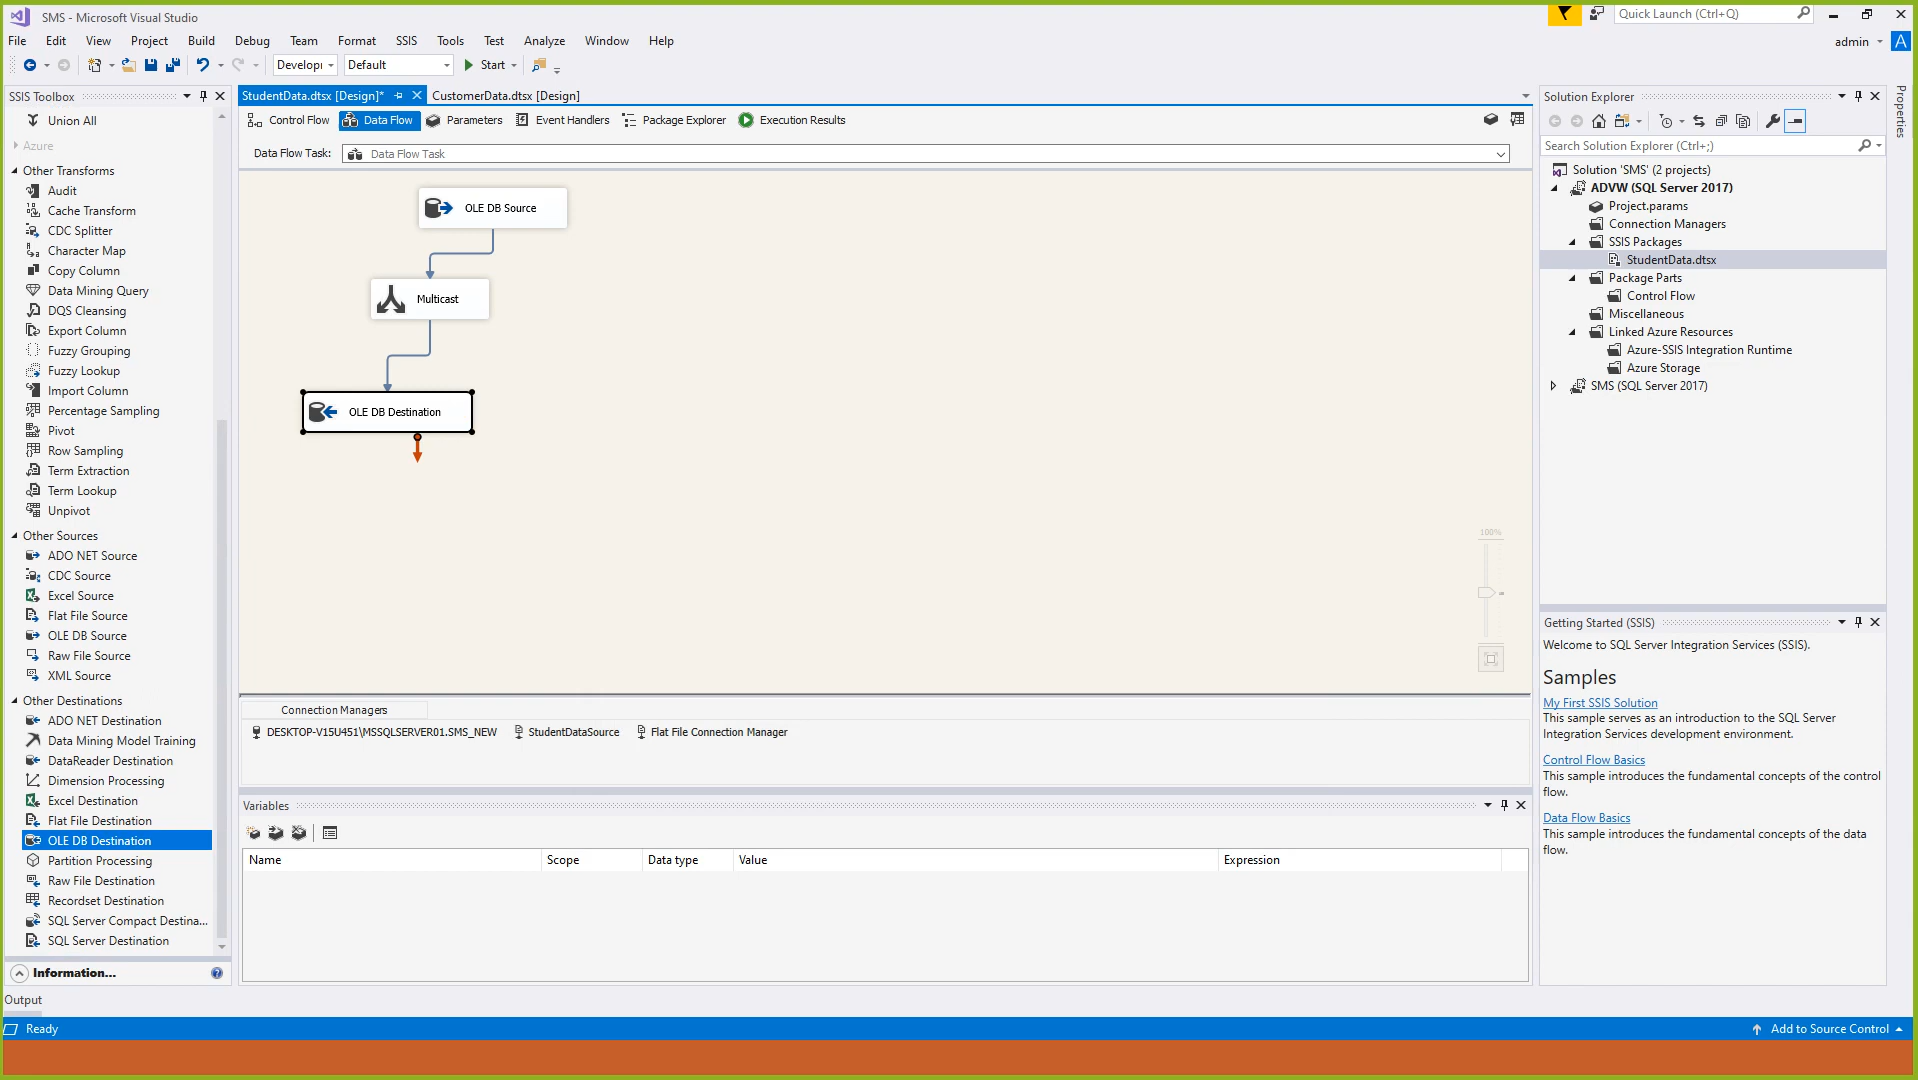 SMS - Microsoft Visual Studio
Quick Launch (Ctrl+Q)
File Edit View Project Build Debug Team Format SSIS Tools Test Analyze Window Help
admin A
Developi Default Start
SSIS Toolbox
Union All
Azure
Other Transforms
Audit
Cache Transform
CDC Splitter
Character Map
Copy Column
Data Mining Query
DQS Cleansing
Export Column
Fuzzy Grouping
Fuzzy Lookup
Import Column
Percentage Sampling
Pivot
Row Sampling
Term Extraction
Term Lookup
Unpivot
Other Sources
ADO NET Source
CDC Source
Excel Source
Flat File Source
OLE DB Source
Raw File Source
XML Source
Other Destinations
ADO NET Destination
Data Mining Model Training
DataReader Destination
Dimension Processing
Excel Destination
Flat File Destination
OLE DB Destination
Partition Processing
Raw File Destination
Recordset Destination
SQL Server Compact Destina...
SQL Server Destination
Information...
StudentData.dtsx [Design]* CustomerData.dtsx [Design]
Control Flow Data Flow Parameters Event Handlers Package Explorer Execution Results
Data Flow Task: Data Flow Task
OLE DB Source
Multicast
OLE DB Destination
100%
Connection Managers
DESKTOP-V15U451\MSSQLSERVER01.SMS_NEW StudentDataSource Flat File Connection Manager
Variables
Name Scope Data type Value Expression
Solution Explorer
Search Solution Explorer (Ctrl+;)
Solution 'SMS' (2 projects)
ADVW (SQL Server 2017)
Project.params
Connection Managers
SSIS Packages
StudentData.dtsx
Package Parts
Control Flow
Miscellaneous
Linked Azure Resources
Azure-SSIS Integration Runtime
Azure Storage
SMS (SQL Server 2017)
Getting Started (SSIS)
Welcome to SQL Server Integration Services (SSIS).
Samples
My First SSIS Solution
This sample serves as an introduction to the SQL Server
Integration Services development environment.
Control Flow Basics
This sample introduces the fundamental concepts of the control
flow.
Data Flow Basics
This sample introduces the fundamental concepts of the data
flow.
Properties
Output
Ready
Add to Source Control